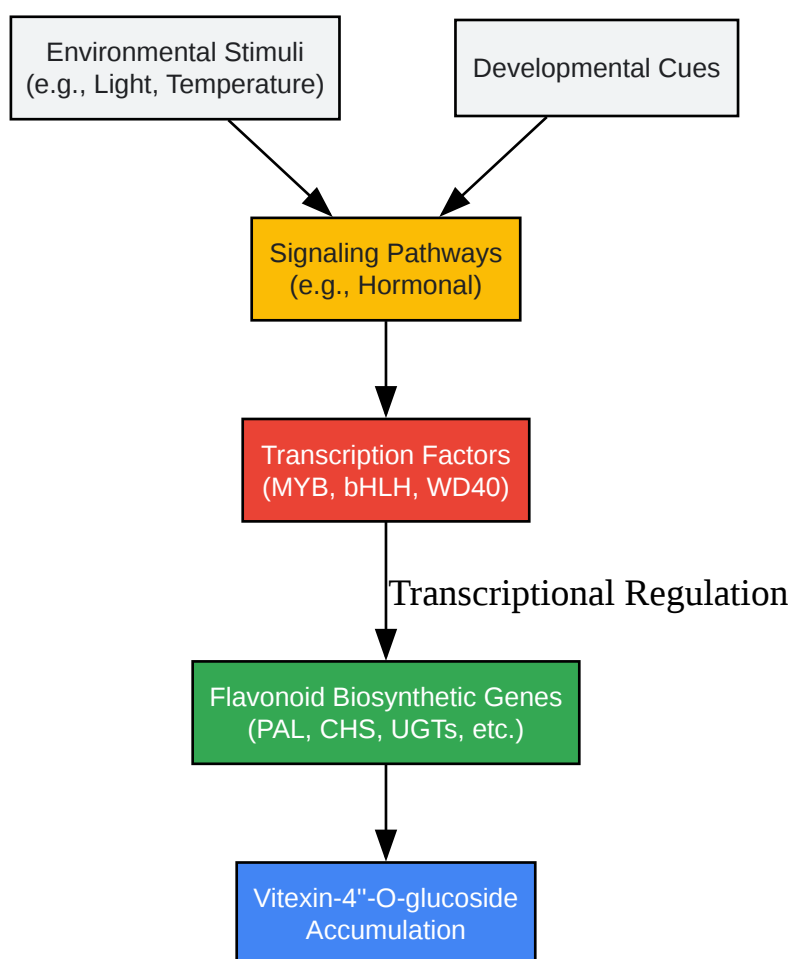 Environmental Stimuli
(e.g., Light, Temperature)
Developmental Cues
Signaling Pathways
(e.g., Hormonal)
Transcription Factors
(MYB, bHLH, WD40)
Transcriptional Regulation
Flavonoid Biosynthetic Genes
(PAL, CHS, UGTs, etc.)
Vitexin-4''-O-glucoside
Accumulation